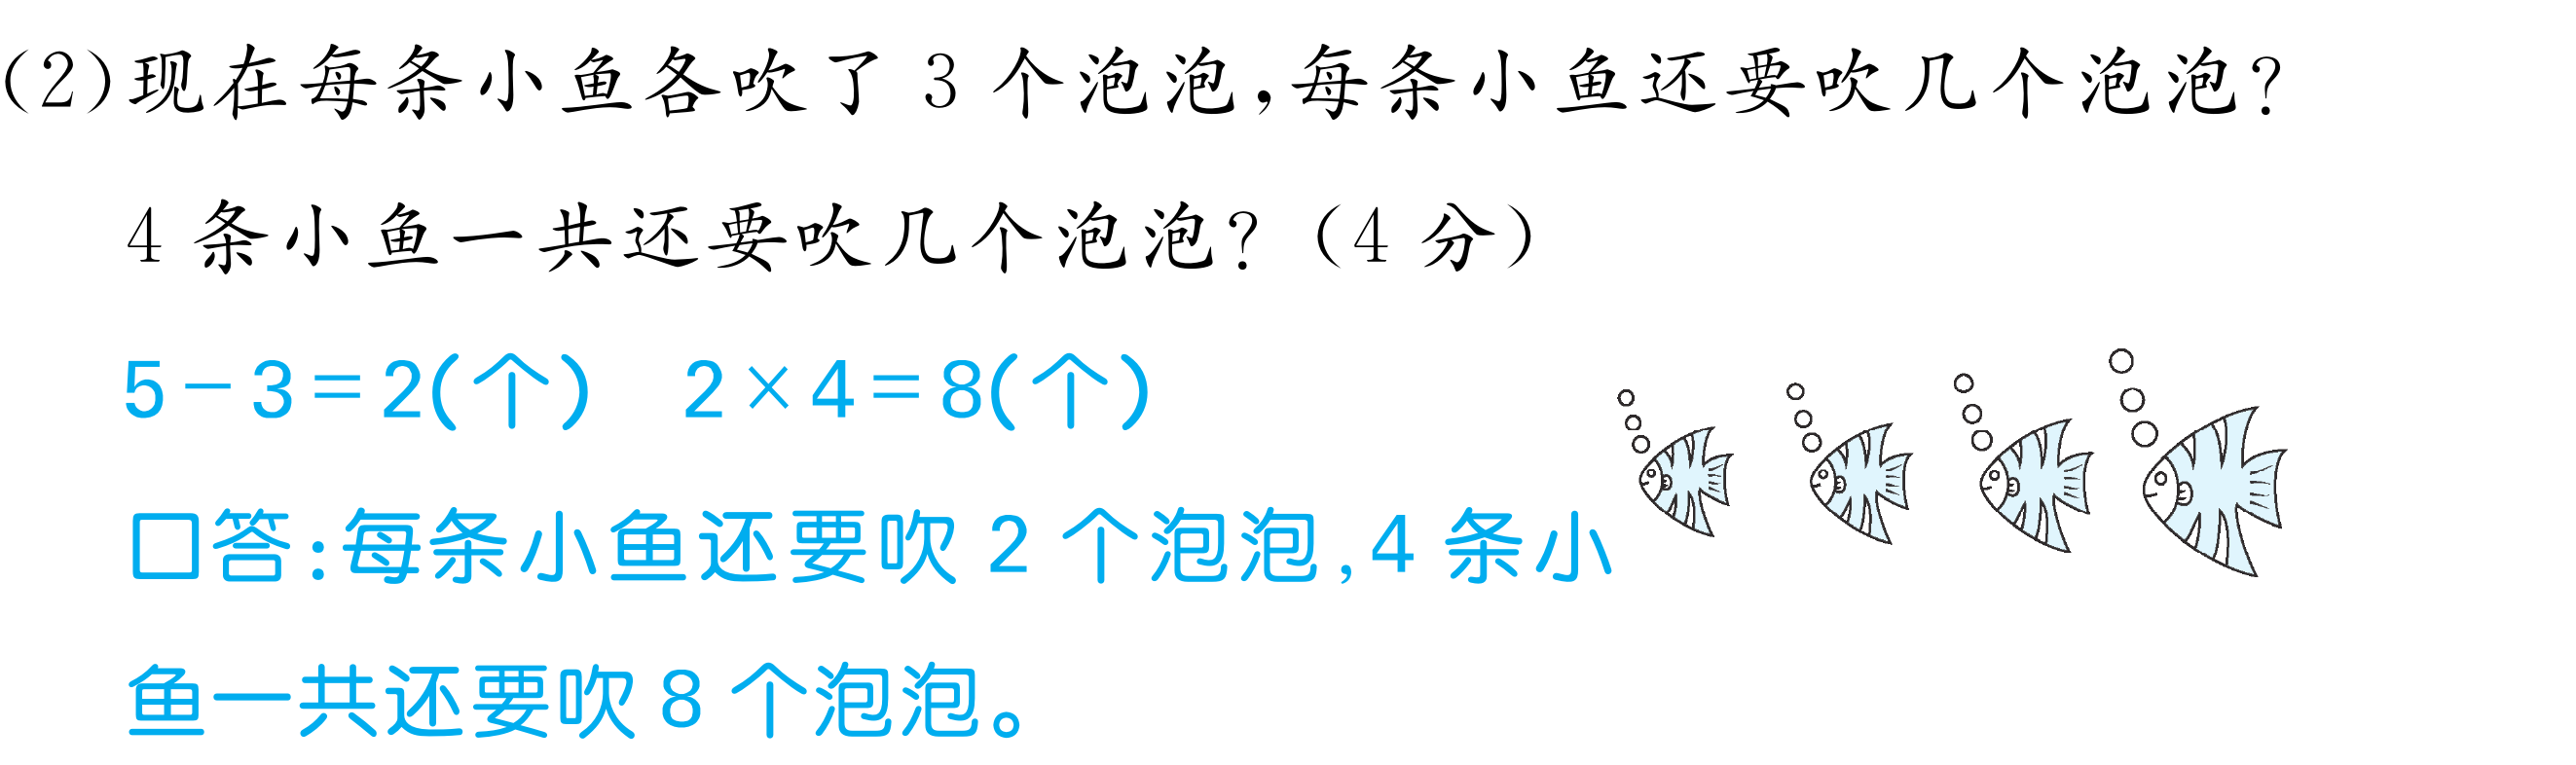 (2)现在每条小鱼各吹了 3 个泡泡,每条小鱼还要吹几个泡泡?
4 条小鱼一共还要吹几个泡泡?(4 分)
5-3=2(个) 2×4=8(个)
口答:每条小鱼还要吹 2 个泡泡,4 条小
鱼一共还要吹 8 个泡泡。